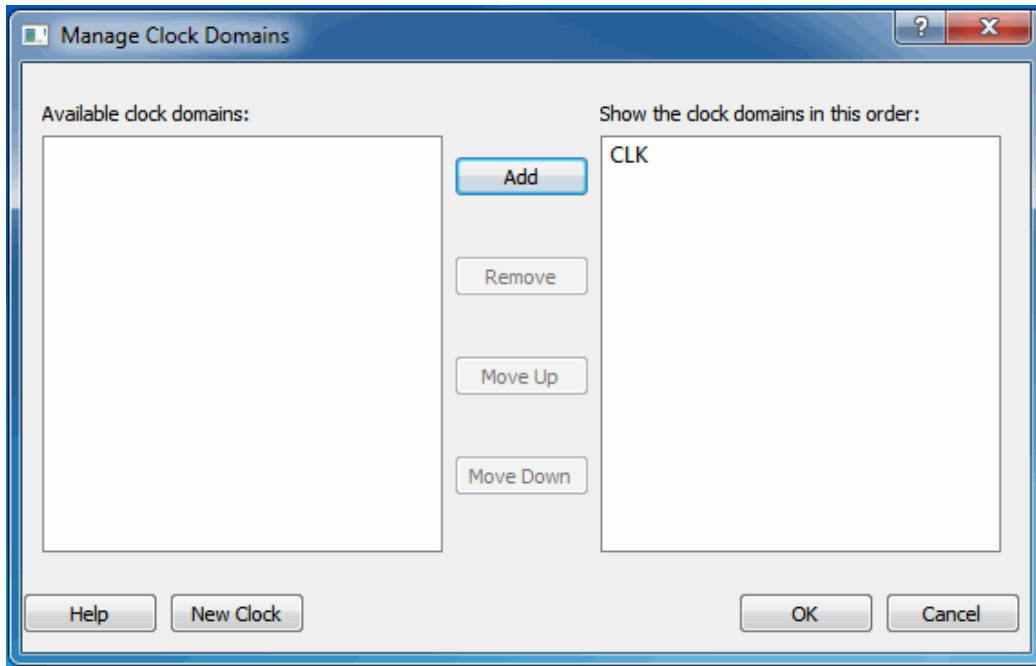 Manage Clock Domains
Available clock domains:
Show the clock domains in this order:
CLK
Add
Remove
Move Up
Move Down
Help
New Clock
OK
Cancel